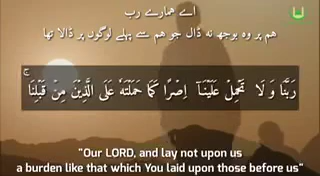 اے ہمارے رب
ہم پر وہ بوجھ نہ ڈال جو ہم سے پہلے لوگوں پر ڈالا تھا
رَبَّنَا وَلَا تَحْمِلْ عَلَيْنَآ إِصْرًا كَمَا حَمَلْتَهُۥ عَلَى الَّذِينَ مِنْ قَبْلِنَا ۚ
"Our LORD, and lay not upon us
a burden like that which You laid upon those before us"